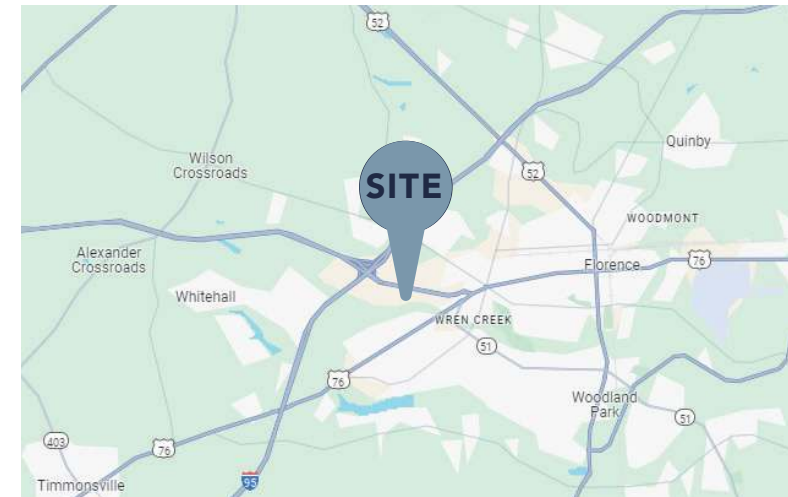 52
Quinby
Wilson
Crossroads
52
SITE
WOODMONT
Alexander
Crossroads
Florence
76
Whitehall
WREN CREEK
51
76
Woodland
Park
51
403
76
Timmonsville
95